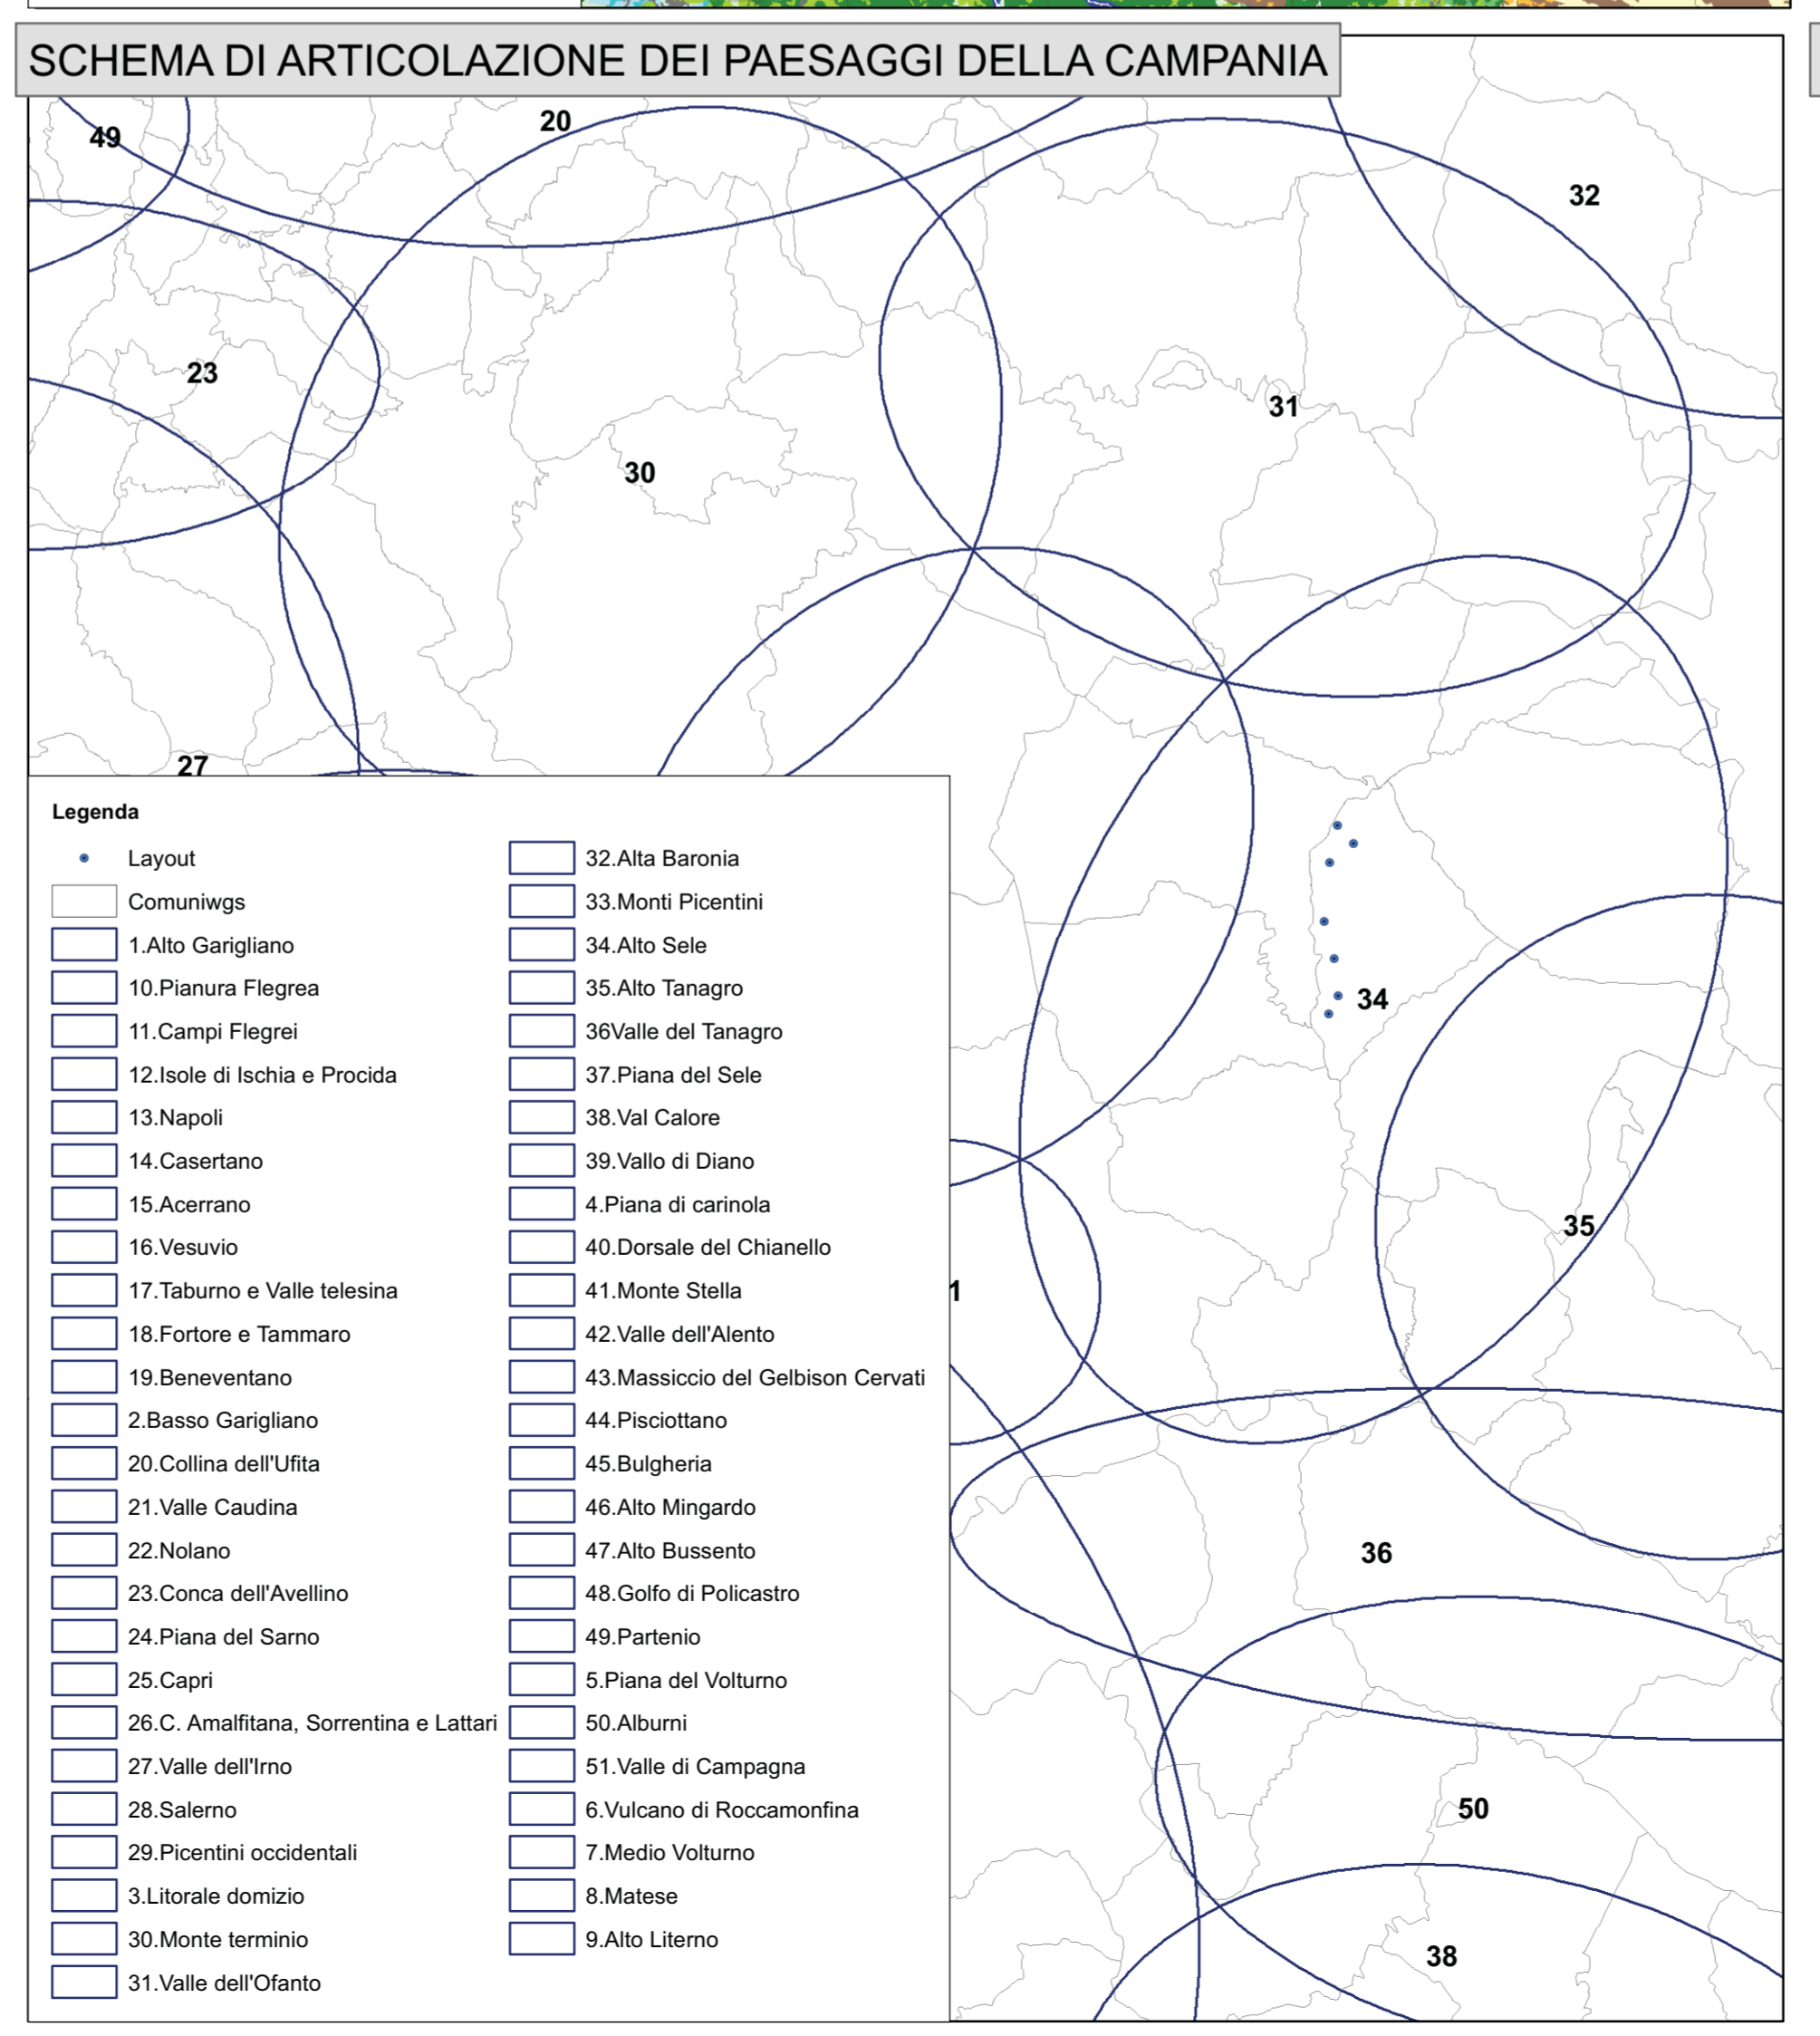 SCHEMA DI ARTICOLAZIONE DEI PAESAGGI DELLA CAMPANIA
49
20
32
23
31
30
27
34
35
1
36
50
38
Legenda
Layout
Comuniwgs
1.Alto Garigliano
10.Pianura Flegrea
11.Campi Flegrei
12.Isole di Ischia e Procida
13.Napoli
14.Casertano
15.Acerrano
16.Vesuvio
17.Taburno e Valle telesina
18.Fortore e Tammaro
19.Beneventano
2.Basso Garigliano
20.Collina dell'Ufita
21.Valle Caudina
22.Nolano
23.Conca dell'Avellino
24.Piana del Sarno
25.Capri
26.C. Amalfitana, Sorrentina e Lattari
27.Valle dell'Irno
28.Salerno
29.Picentini occidentali
3.Litorale domizio
30.Monte terminio
31.Valle dell'Ofanto
32.Alta Baronia
33.Monti Picentini
34.Alto Sele
35.Alto Tanagro
36Valle del Tanagro
37.Piana del Sele
38.Val Calore
39.Vallo di Diano
4.Piana di carinola
40.Dorsale del Chianello
41.Monte Stella
42.Valle dell'Alento
43.Massiccio del Gelbison Cervati
44.Pisciottano
45.Bulgheria
46.Alto Mingardo
47.Alto Bussento
48.Golfo di Policastro
49.Partenio
5.Piana del Volturno
50.Alburni
51.Valle di Campagna
6.Vulcano di Roccamonfina
7.Medio Volturno
8.Matese
9.Alto Literno